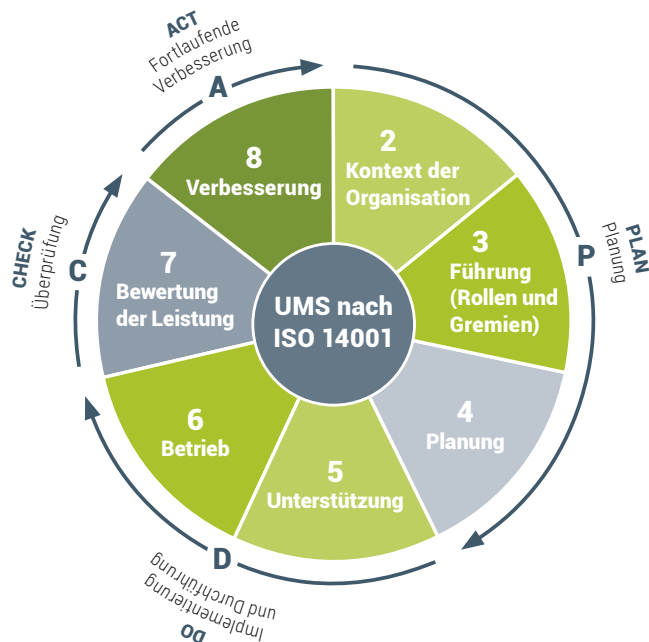 ACT
Fortlaufende
Verbesserung
A
8
Verbesserung
2
Kontext der
Organisation
PLAN
Planung
P
3
Führung
(Rollen und
Gremien)
CHECK
Überprüfung
C
7
Bewertung
der Leistung
UMS nach
ISO 14001
4
Planung
6
Betrieb
5
Unterstützung
D
Implementierung
und Durchführung
DO